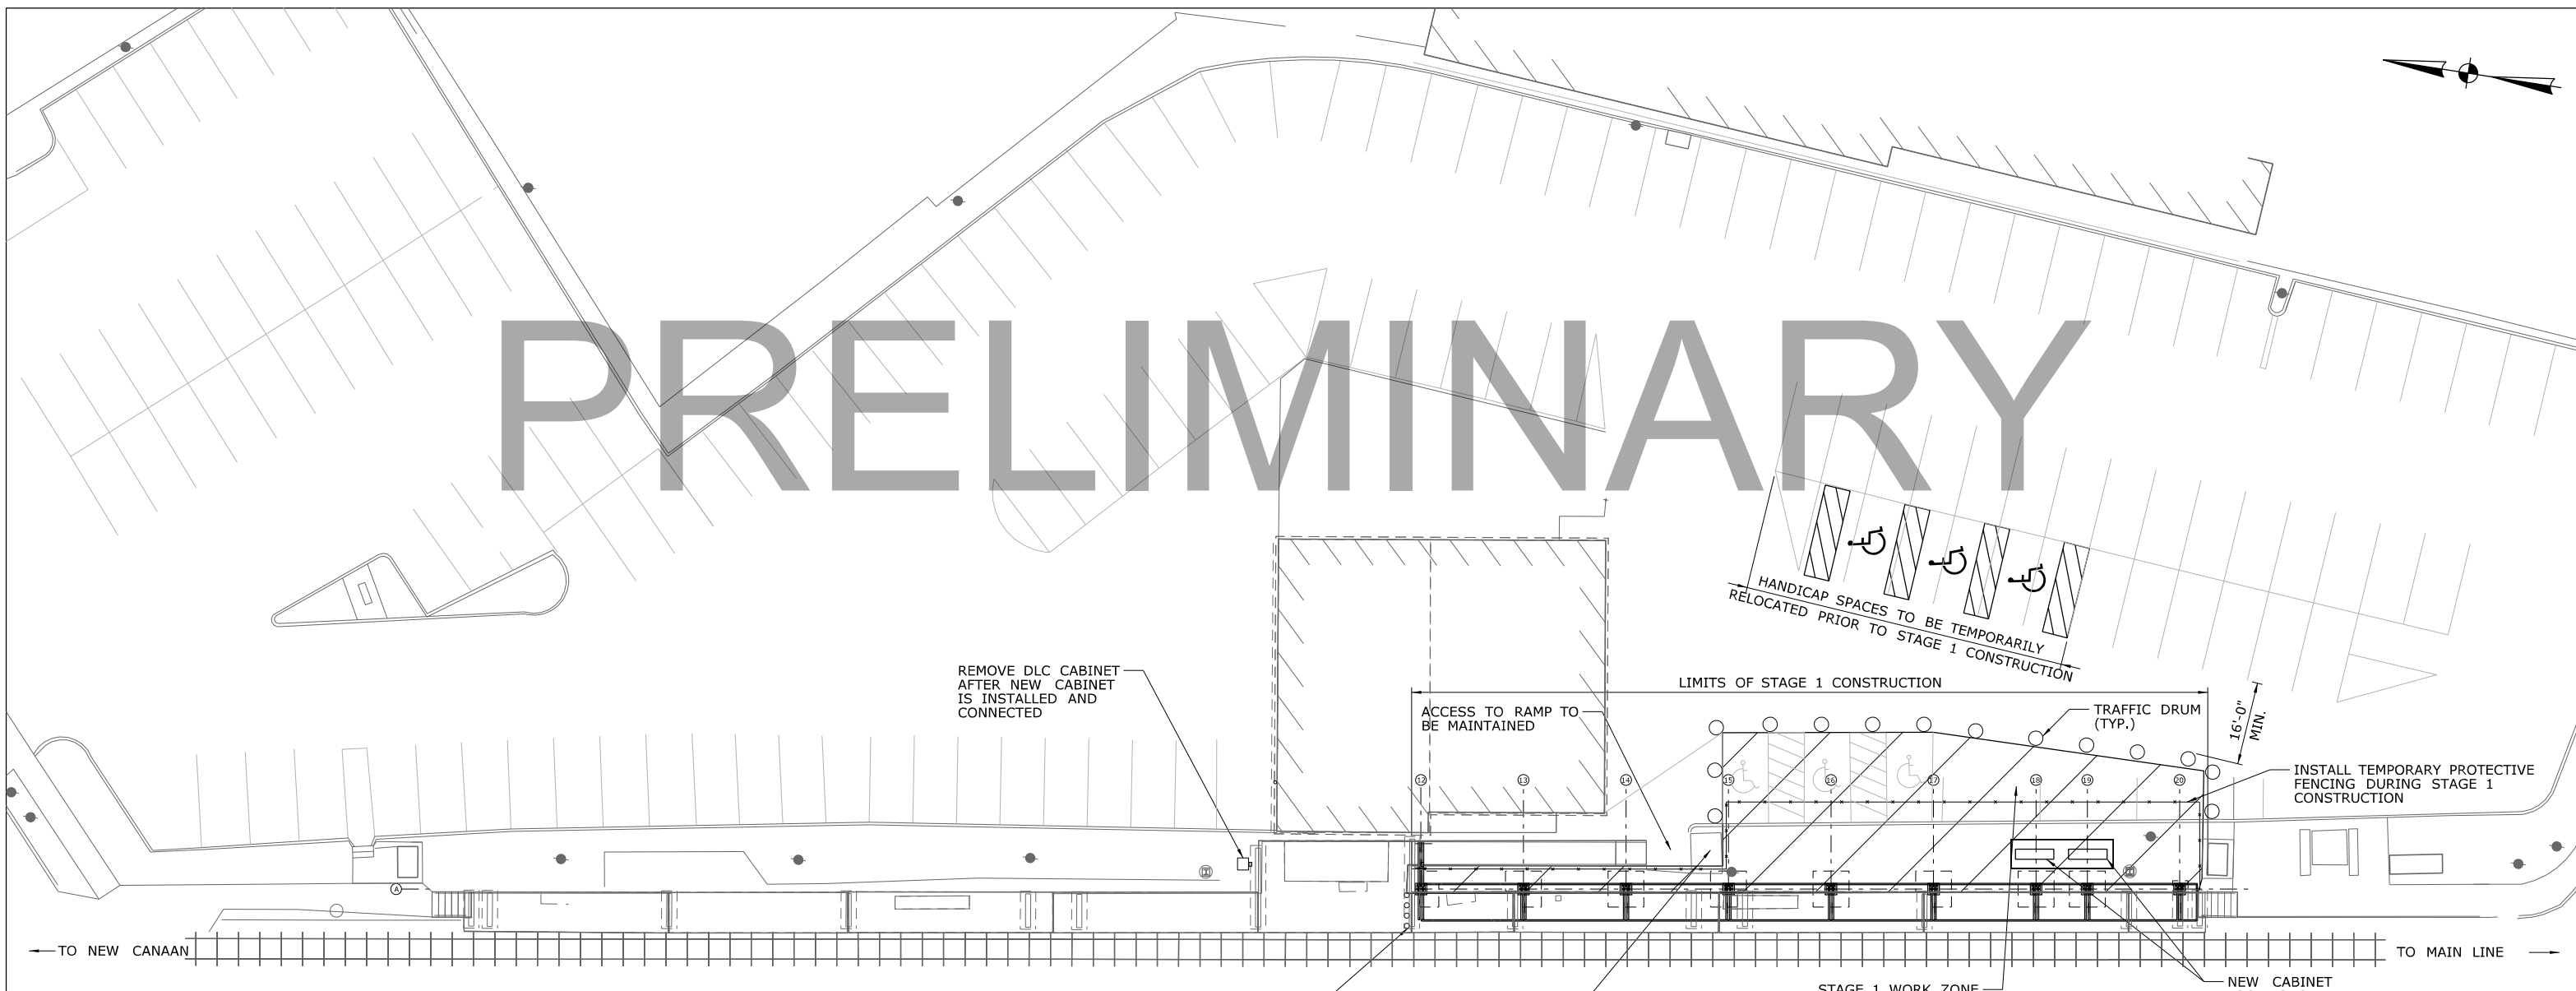 PRELIMINARY
HANDICAP SPACES TO BE TEMPORARILY
RELOCATED PRIOR TO STAGE 1 CONSTRUCTION
REMOVE DLC CABINET
AFTER NEW CABINET
IS INSTALLED AND
CONNECTED
LIMITS OF STAGE 1 CONSTRUCTION
ACCESS TO RAMP TO
BE MAINTAINED
TRAFFIC DRUM
(TYP.)
16'-0"
MIN.
INSTALL TEMPORARY PROTECTIVE
FENCING DURING STAGE 1
CONSTRUCTION
12 13 14 15 16 17 18 19 20
A
TO NEW CANAAN
TO MAIN LINE
STAGE 1 WORK ZONE
NEW CABINET